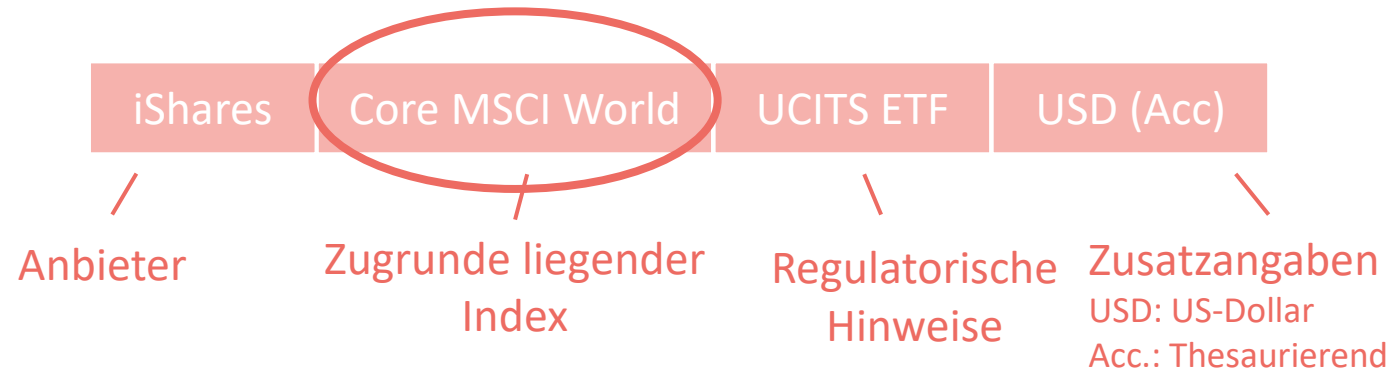 iShares Core MSCI World UCITS ETF USD (Acc)
Anbieter
Zugrunde liegender
Index
Regulatorische
Hinweise
Zusatzangaben
USD: US-Dollar
Acc.: Thesaurierend